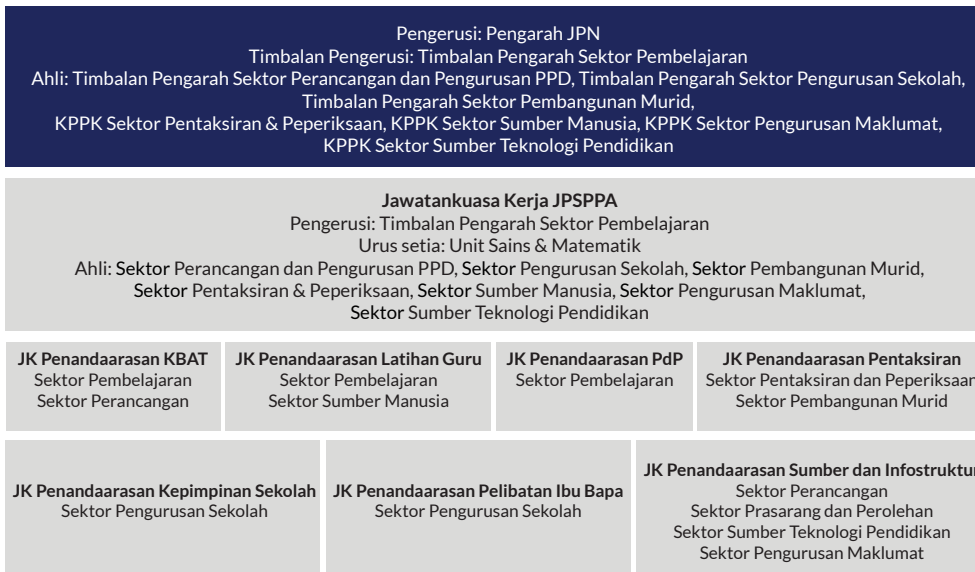 Pengerusi: Pengarah JPN
Timbalan Pengerusi: Timbalan Pengarah Sektor Pembelajaran
Ahli: Timbalan Pengarah Sektor Perancangan dan Pengurusan PPD, Timbalan Pengarah Sektor Pengurusan Sekolah,
Timbalan Pengarah Sektor Pembangunan Murid,
KPPK Sektor Pentaksiran & Peperiksaan, KPPK Sektor Sumber Manusia, KPPK Sektor Pengurusan Maklumat,
KPPK Sektor Sumber Teknologi Pendidikan
Jawatankuasa Kerja JPSPPA
Pengerusi: Timbalan Pengarah Sektor Pembelajaran
Urus setia: Unit Sains & Matematik
Ahli: Sektor Perancangan dan Pengurusan PPD, Sektor Pengurusan Sekolah, Sektor Pembangunan Murid,
Sektor Pentaksiran & Peperiksaan, Sektor Sumber Manusia, Sektor Pengurusan Maklumat,
Sektor Sumber Teknologi Pendidikan
JK Penandaarasan KBAT
Sektor Pembelajaran
Sektor Perancangan
JK Penandaarasan Latihan Guru
Sektor Pembelajaran
Sektor Sumber Manusia
JK Penandaarasan PdP
Sektor Pembelajaran
JK Penandaarasan Pentaksiran
Sektor Pentaksiran dan Peperiksaan
Sektor Pembangunan Murid
JK Penandaarasan Kepimpinan Sekolah
Sektor Pengurusan Sekolah
JK Penandaarasan Pelibatan Ibu Bapa
Sektor Pengurusan Sekolah
JK Penandaarasan Sumber dan Infostruktur
Sektor Perancangan
Sektor Prasarang dan Perolehan
Sektor Sumber Teknologi Pendidikan
Sektor Pengurusan Maklumat